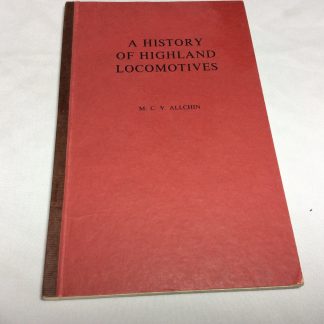 A HISTORY
OF HIGHLAND
LOCOMOTIVES
M. C. V. ALLCHIN